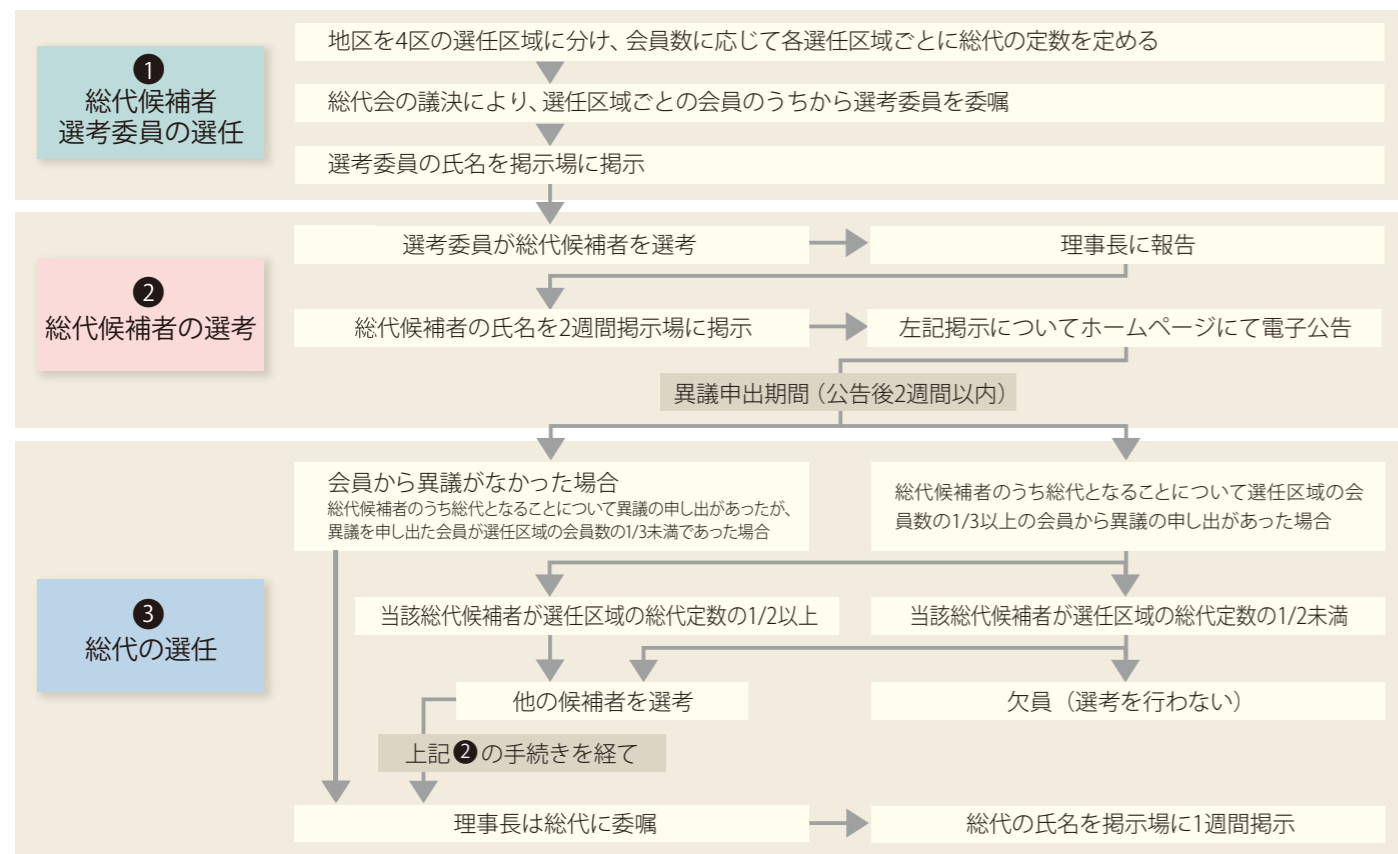 ❶
総代候補者
選考委員の選任
地区を4区の選任区域に分け、会員数に応じて各選任区域ごとに総代の定数を定める
総代会の議決により、選任区域ごとの会員のうちから選考委員を委嘱
選考委員の氏名を掲示場に掲示
❷
総代候補者の選考
選考委員が総代候補者を選考
理事長に報告
総代候補者の氏名を2週間掲示場に掲示
左記掲示についてホームページにて電子公告
異議申出期間（公告後2週間以内）
❸
総代の選任
会員から異議がなかった場合
総代候補者のうち総代となることについて異議の申し出があったが、
異議を申し出た会員が選任区域の会員数の1/3未満であった場合
総代候補者のうち総代となることについて選任区域の会
員数の1/3以上の会員から異議の申し出があった場合
当該総代候補者が選任区域の総代定数の1/2以上
当該総代候補者が選任区域の総代定数の1/2未満
他の候補者を選考
欠員（選考を行わない）
上記❷の手続きを経て
理事長は総代に委嘱
総代の氏名を掲示場に1週間掲示